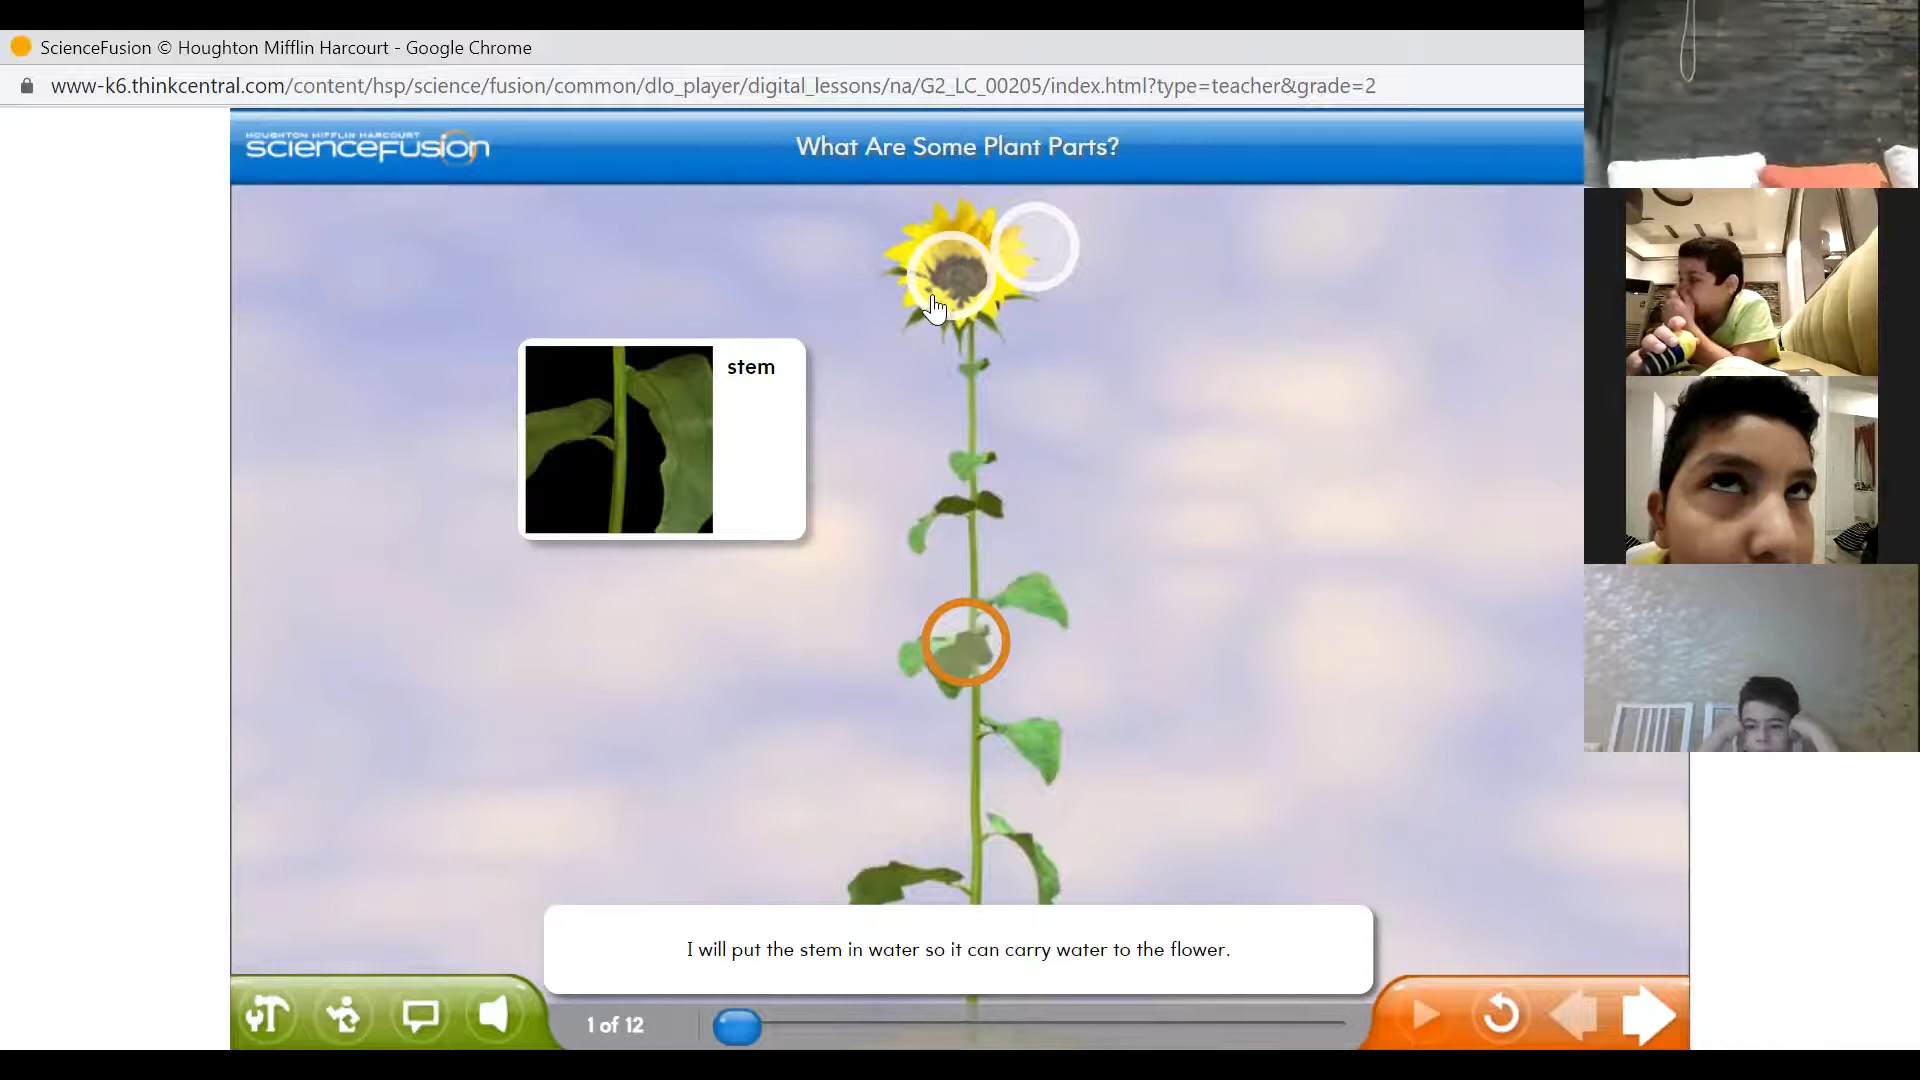 ScienceFusion © Houghton Mifflin Harcourt - Google Chrome
www-k6.thinkcentral.com/content/hsp/science/fusion/common/dlo_player/digital_lessons/na/G2_LC_00205/index.html?type=teacher&grade=2
HOUGHTON MIFFLIN HARCOURT
scienceFusion
What Are Some Plant Parts?
stem
I will put the stem in water so it can carry water to the flower.
1 of 12